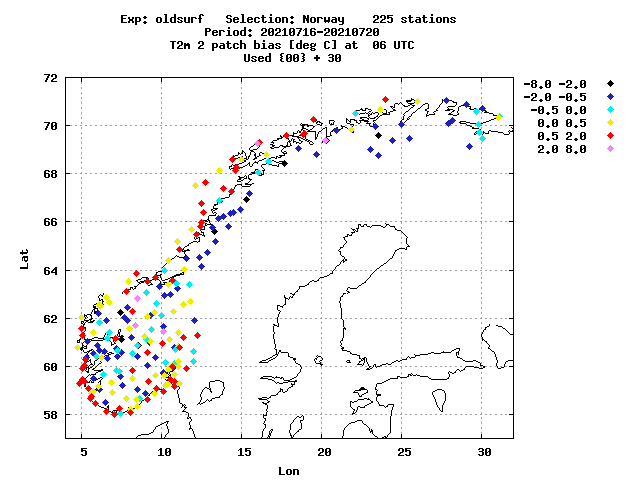 Exp: oldsurf   Selection: Norway    225 stations
Period: 20210716-20210720
T2m 2 patch bias [deg C] at  06 UTC
Used {00} + 30
-8.0 -2.0
-2.0 -0.5
-0.5 0.0
0.0 0.5
0.5 2.0
2.0 8.0
72
70
68
66
64
62
60
58
Lat
5 10 15 20 25 30
Lon